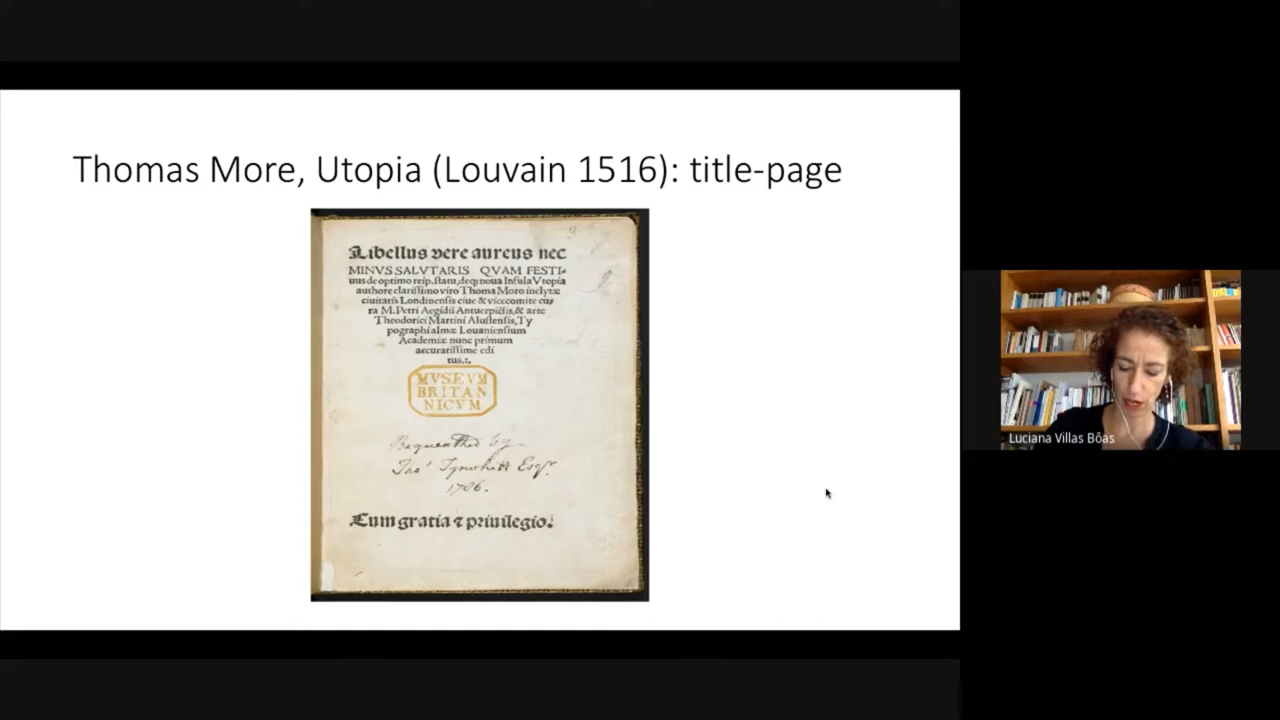 Thomas More, Utopia (Louvain 1516): title-page
Libellus vere aureus nec
MINVS SALVTARIS QVAM FESTI-
uus de optimo reip. statu, deq; noua Insula Vtopia
authore clarissimo viro Thoma Moro inclytæ
ciuitatis Londinensis ciue & vicecomite cu-
ra M. Petri Aegidii Antuerpiẽsis, & arte
Theodorici Martini Alustensis, Ty
pographi almæ Louaniensium
Academiæ nunc primum
accuratissime edi
tus.:.
MVSEVM
BRITAN
NICVM
Bequeathed by
Thos Tyrwhitt Esqr.
1786.
Cum gratia & priuilegio.
Luciana Villas Bôas